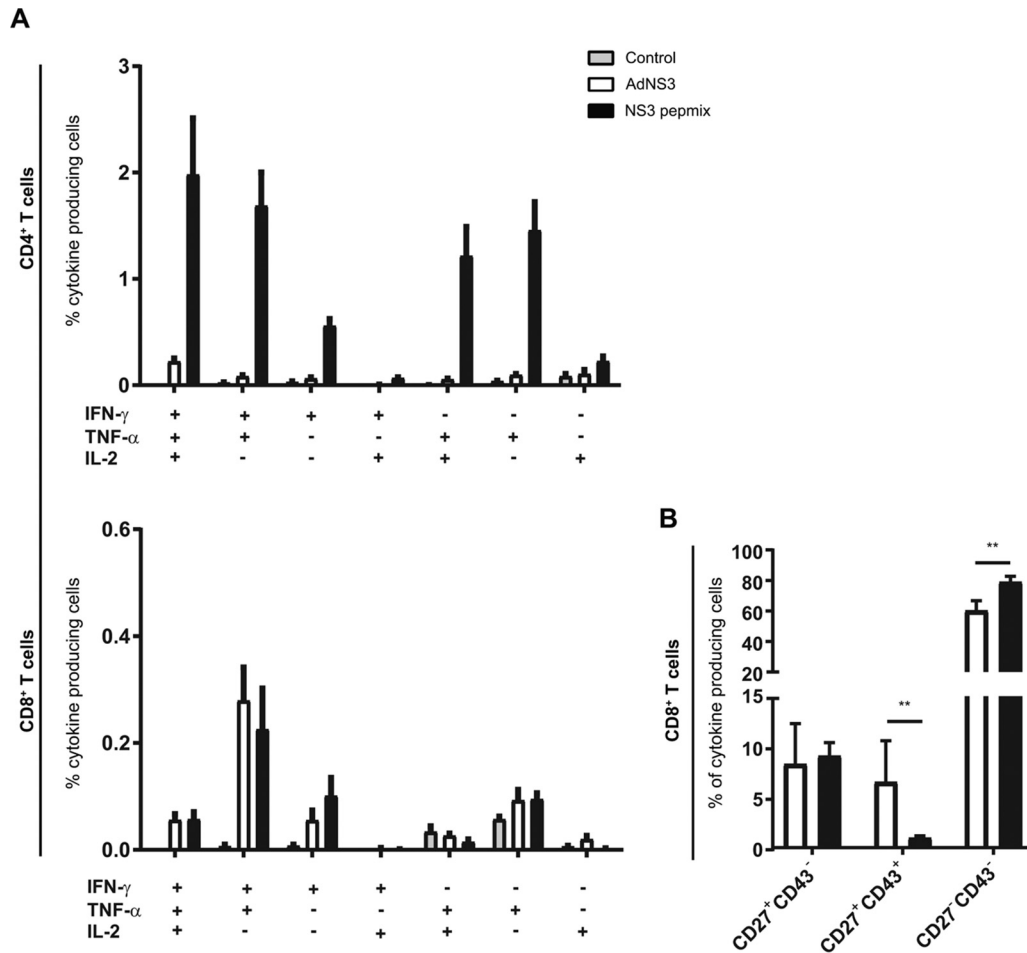 A
Control
AdNS3
NS3 pepmix
CD4⁺ T cells
% cytokine producing cells
3
2
1
0
IFN-γ + + + + - - -
TNF-α + + - - + + -
IL-2 + - - + + - +
CD8⁺ T cells
% cytokine producing cells
0.6
0.4
0.2
0.0
IFN-γ + + + + - - -
TNF-α + + - - + + -
IL-2 + - - + + - +
B
CD8⁺ T cells
% of cytokine producing cells
100
80
60
40
20
15
10
5
0
**
**
CD27⁺CD43⁻
CD27⁺CD43⁺
CD27⁻CD43⁻